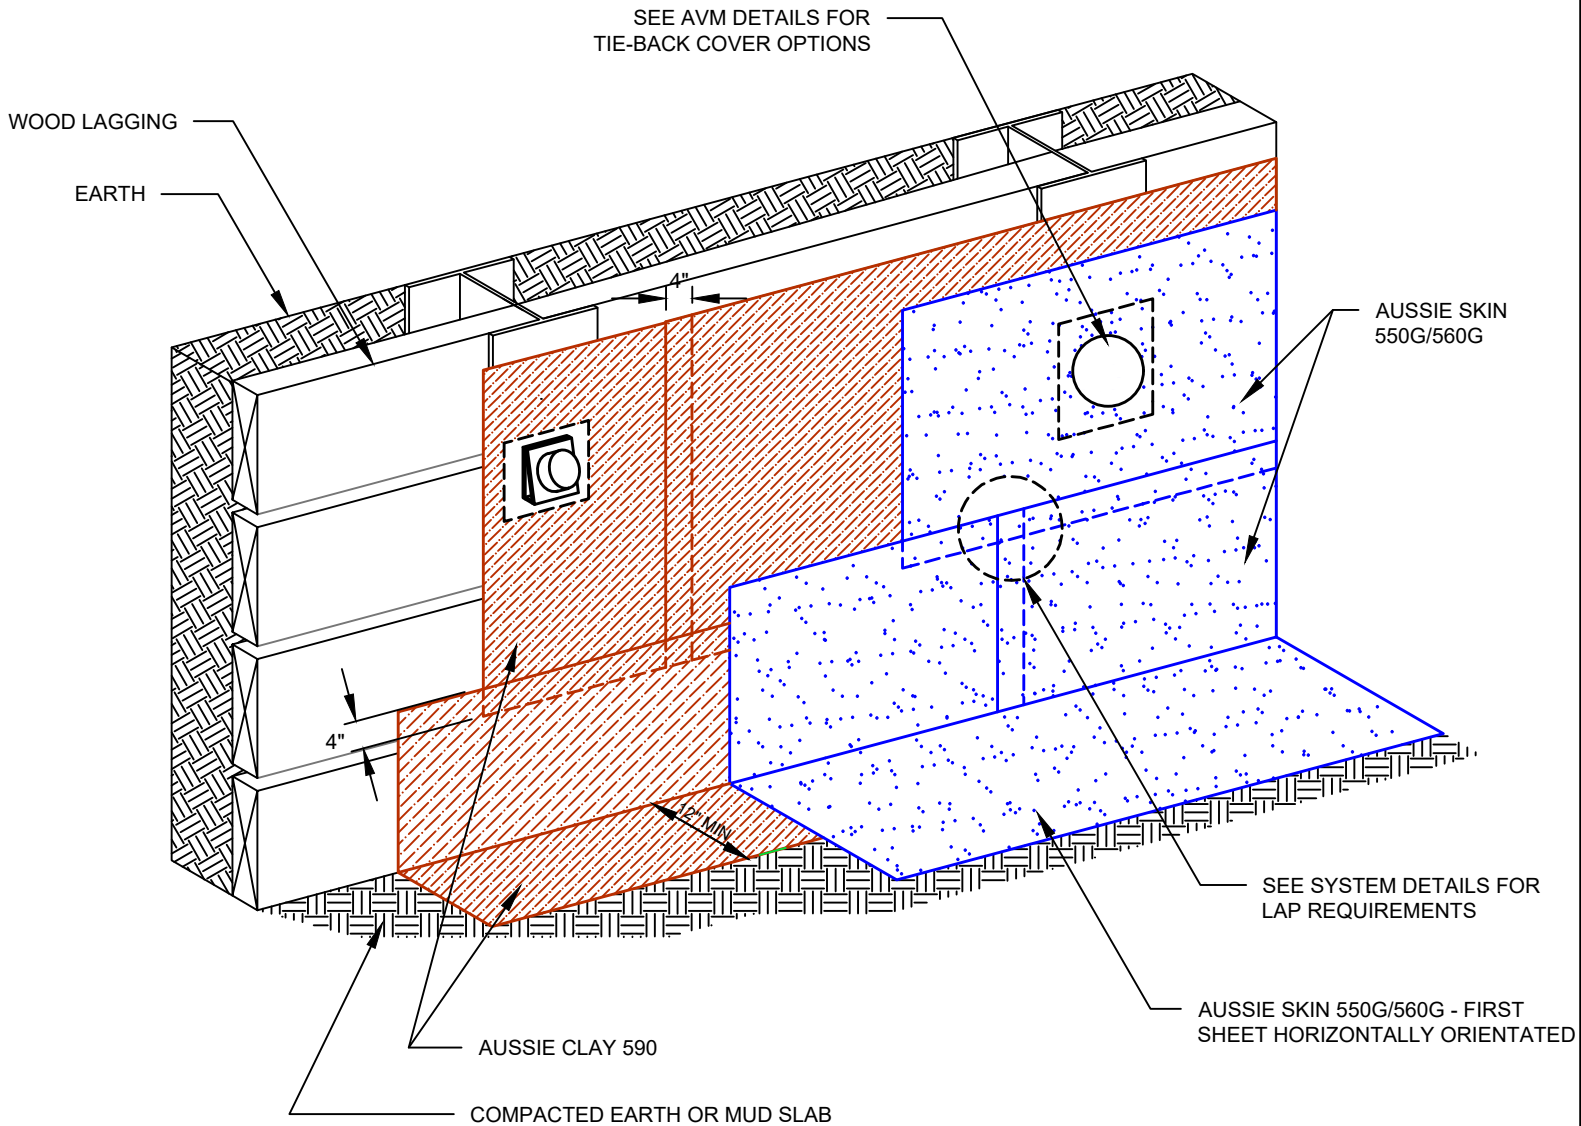 SEE AVM DETAILS FOR
TIE-BACK COVER OPTIONS
WOOD LAGGING
EARTH
4"
AUSSIE SKIN
550G/560G
4"
12" MIN
SEE SYSTEM DETAILS FOR
LAP REQUIREMENTS
AUSSIE SKIN 550G/560G - FIRST
SHEET HORIZONTALLY ORIENTATED
AUSSIE CLAY 590
COMPACTED EARTH OR MUD SLAB